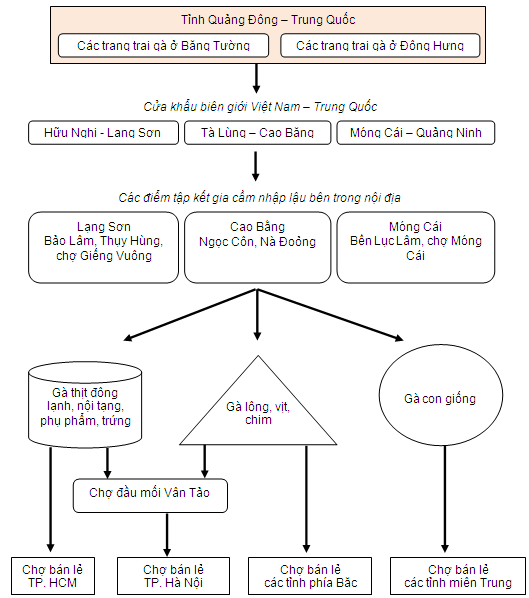 Tỉnh Quảng Đông – Trung Quốc
Các trang trại gà ở Băng Tường
Các trang trại gà ở Đông Hưng
Cửa khẩu biên giới Việt Nam – Trung Quốc
Hữu Nghị - Lạng Sơn
Tà Lùng – Cao Bằng
Móng Cái – Quảng Ninh
Các điểm tập kết gia cầm nhập lậu bên trong nội địa
Lạng Sơn
Bảo Lâm, Thụy Hùng,
chợ Giếng Vuông
Cao Bằng
Ngọc Côn, Nà Đoỏng
Móng Cái
Bến Lục Lâm, chợ Móng
Cái
Gà thịt đông
lạnh, nội tạng,
phụ phẩm, trứng
Gà lông, vịt,
chim
Gà con giống
Chợ đầu mối Vân Tảo
Chợ bán lẻ
TP. HCM
Chợ bán lẻ
TP. Hà Nội
Chợ bán lẻ
các tỉnh phía Bắc
Chợ bán lẻ
các tỉnh miền Trung